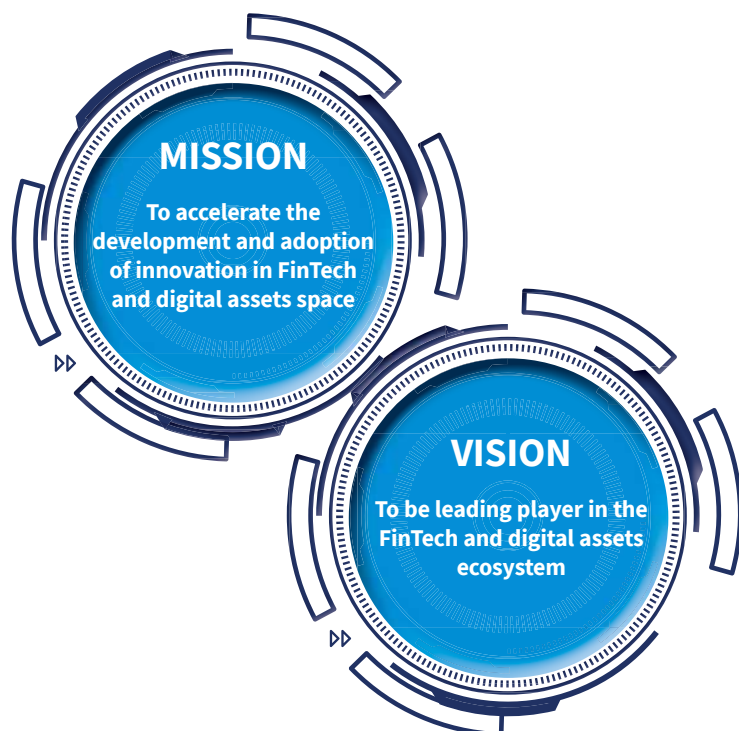 MISSION
To accelerate the
development and adoption
of innovation in FinTech
and digital assets space
VISION
To be leading player in the
FinTech and digital assets
ecosystem